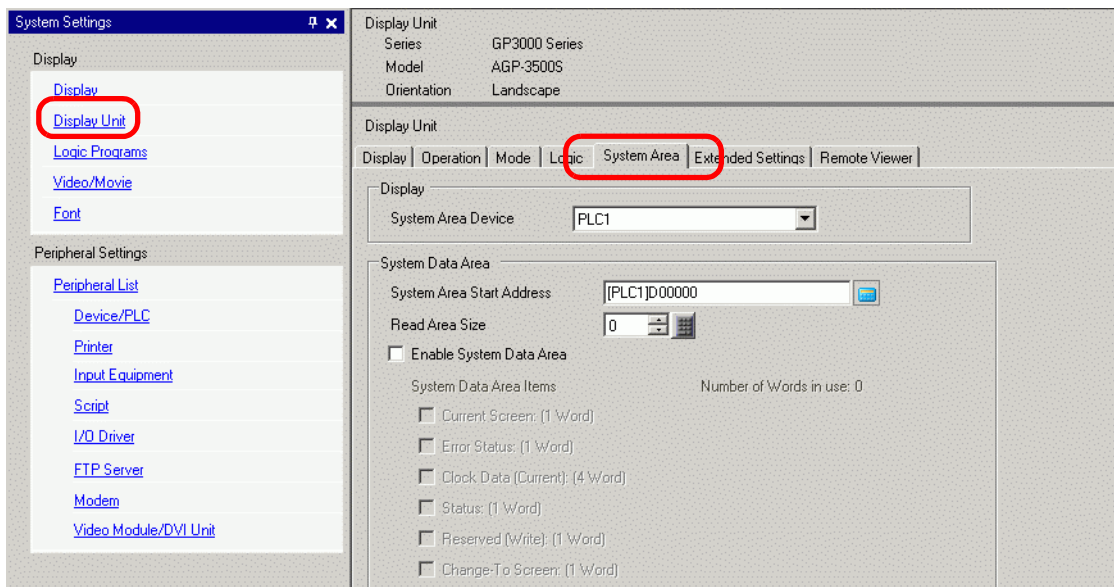 System Settings
Display
Display
Display Unit
Logic Programs
Video/Movie
Font
Peripheral Settings
Peripheral List
Device/PLC
Printer
Input Equipment
Script
I/O Driver
FTP Server
Modem
Video Module/DVI Unit
Display Unit
Series GP3000 Series
Model AGP-3500S
Orientation Landscape
Display Unit
Display Operation Mode Logic System Area Extended Settings Remote Viewer
Display
System Area Device PLC1
System Data Area
System Area Start Address [PLC1]D00000
Read Area Size 0
Enable System Data Area
System Data Area Items Number of Words in use: 0
Current Screen: (1 Word)
Error Status: (1 Word)
Clock Data (Current): (4 Word)
Status: (1 Word)
Reserved (Write): (1 Word)
Change-To Screen: (1 Word)